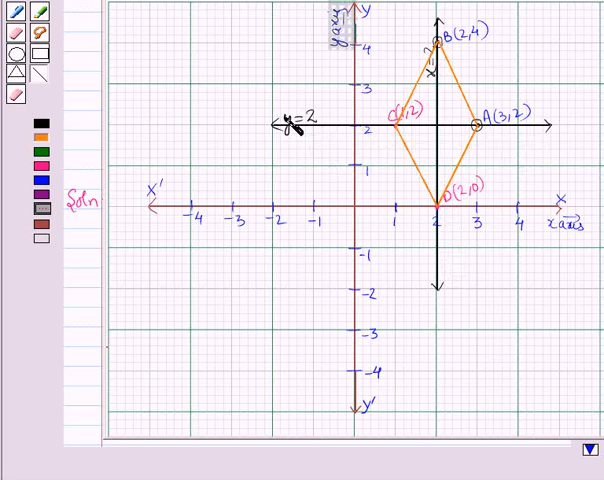 y axis
y
4
B(2,4)
x=2
3
y=2
C(1,2)
A(3,2)
2
1
x'
D(2,0)
x
Soln
-4 -3 -2 -1 1 2 3 4 x axis
-1
-2
-3
-4
y'